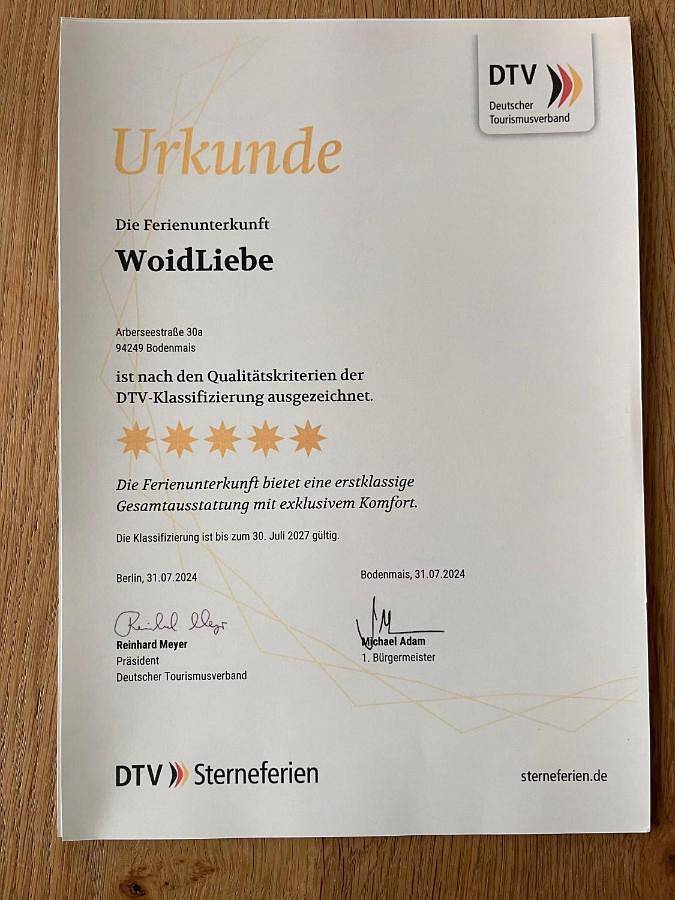 DTV
Deutscher
Tourismusverband
Urkunde
Die Ferienunterkunft
WoidLiebe
Arberseestraße 30a
94249 Bodenmais
ist nach den Qualitätskriterien der
DTV-Klassifizierung ausgezeichnet.
Die Ferienunterkunft bietet eine erstklassige
Gesamtausstattung mit exklusivem Komfort.
Die Klassifizierung ist bis zum 30. Juli 2027 gültig.
Berlin, 31.07.2024
Bodenmais, 31.07.2024
Reinhard Meyer
Reinhard Meyer
Präsident
Deutscher Tourismusverband
Michael Adam
1. Bürgermeister
DTV Sterneferien
sterneferien.de